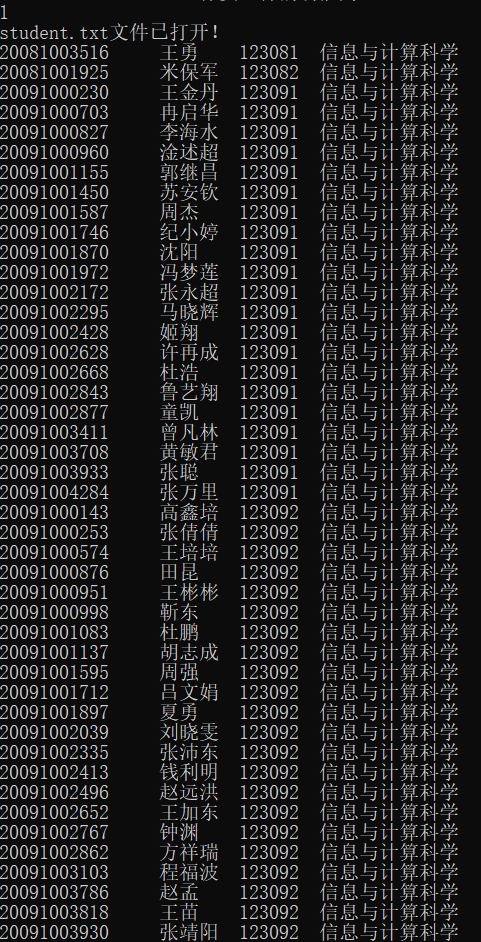 1
student.txt文件已打开!
20081003516 王勇 123081 信息与计算科学
20081001925 米保军 123082 信息与计算科学
20091000230 王金丹 123091 信息与计算科学
20091000703 冉启华 123091 信息与计算科学
20091000827 李海水 123091 信息与计算科学
20091000960 淦述超 123091 信息与计算科学
20091001155 郭继昌 123091 信息与计算科学
20091001450 苏安钦 123091 信息与计算科学
20091001587 周杰 123091 信息与计算科学
20091001746 纪小婷 123091 信息与计算科学
20091001870 沈阳 123091 信息与计算科学
20091001972 冯梦莲 123091 信息与计算科学
20091002172 张永超 123091 信息与计算科学
20091002295 马晓辉 123091 信息与计算科学
20091002428 姬翔 123091 信息与计算科学
20091002628 许再成 123091 信息与计算科学
20091002668 杜浩 123091 信息与计算科学
20091002843 鲁艺翔 123091 信息与计算科学
20091002877 童凯 123091 信息与计算科学
20091003411 曾凡林 123091 信息与计算科学
20091003708 黄敏君 123091 信息与计算科学
20091003933 张聪 123091 信息与计算科学
20091004284 张万里 123091 信息与计算科学
20091000143 高鑫培 123092 信息与计算科学
20091000253 张倩倩 123092 信息与计算科学
20091000574 王培培 123092 信息与计算科学
20091000876 田昆 123092 信息与计算科学
20091000951 王彬彬 123092 信息与计算科学
20091000998 靳东 123092 信息与计算科学
20091001083 杜鹏 123092 信息与计算科学
20091001137 胡志成 123092 信息与计算科学
20091001595 周强 123092 信息与计算科学
20091001712 吕文娟 123092 信息与计算科学
20091001897 夏勇 123092 信息与计算科学
20091002039 刘晓雯 123092 信息与计算科学
20091002335 张沛东 123092 信息与计算科学
20091002413 钱利明 123092 信息与计算科学
20091002496 赵远洪 123092 信息与计算科学
20091002652 王加东 123092 信息与计算科学
20091002767 钟渊 123092 信息与计算科学
20091002862 方祥瑞 123092 信息与计算科学
20091003103 程福波 123092 信息与计算科学
20091003786 赵孟 123092 信息与计算科学
20091003818 王苗 123092 信息与计算科学
20091003930 张靖阳 123092 信息与计算科学